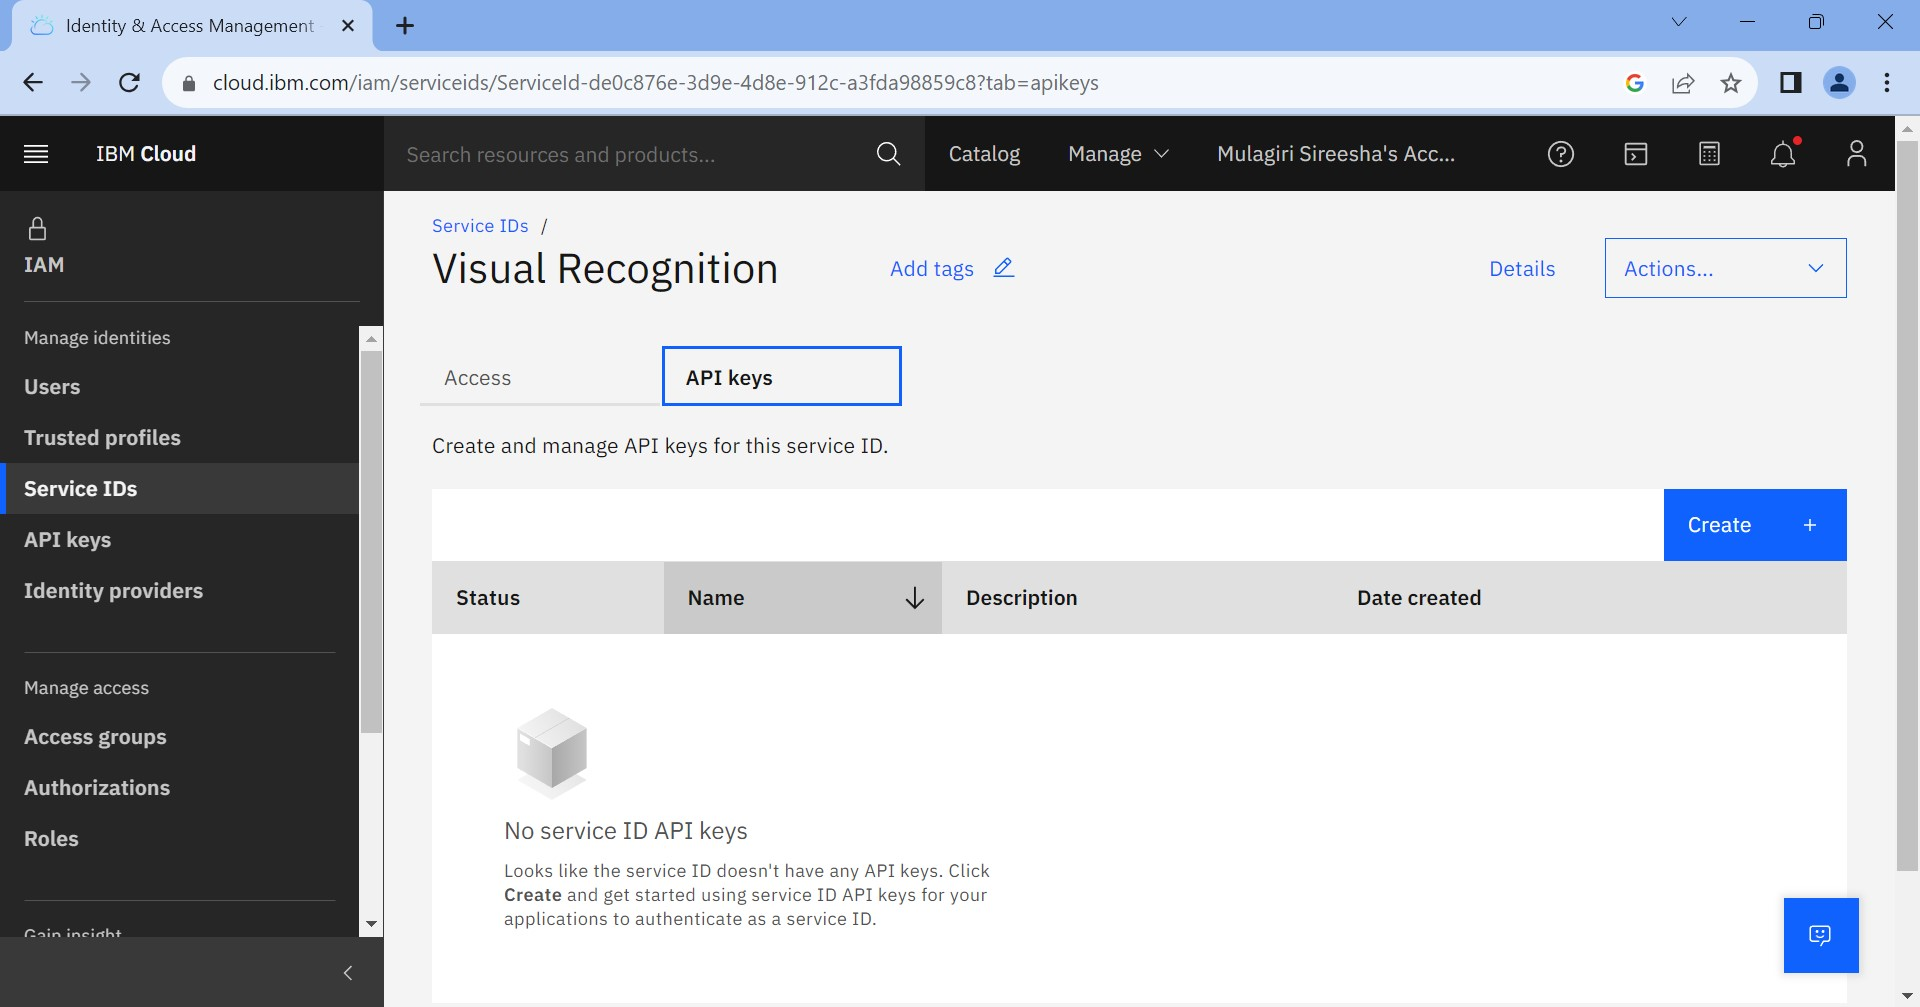 Identity & Access Management
cloud.ibm.com/iam/serviceids/ServiceId-de0c876e-3d9e-4d8e-912c-a3fda98859c8?tab=apikeys
IBM Cloud
Search resources and products...
Catalog
Manage
Mulagiri Sireesha's Acc...
IAM
Manage identities
Users
Trusted profiles
Service IDs
API keys
Identity providers
Manage access
Access groups
Authorizations
Roles
Gain insight
Service IDs /
Visual Recognition
Add tags
Details
Actions...
Access
API keys
Create and manage API keys for this service ID.
Create +
Status
Name
Description
Date created
No service ID API keys
Looks like the service ID doesn't have any API keys. Click
Create and get started using service ID API keys for your
applications to authenticate as a service ID.